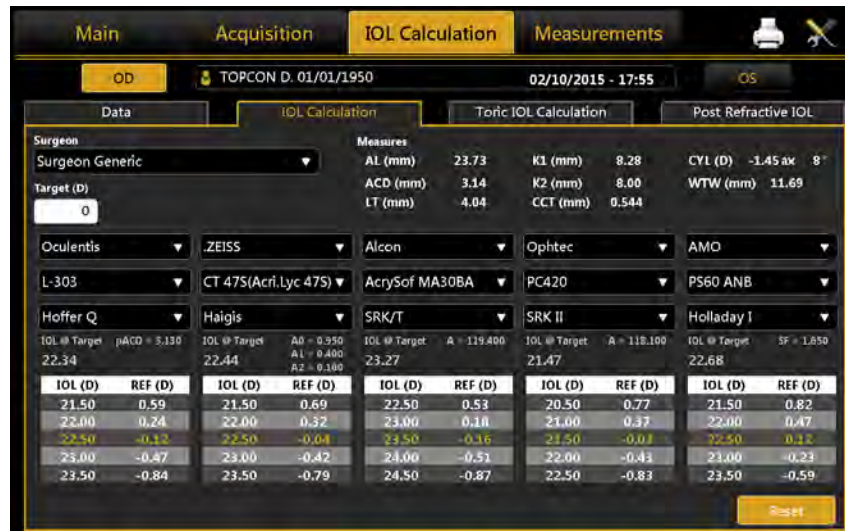 Main Acquisition IOL Calculation Measurements
OD TOPCON D. 01/01/1950 02/10/2015 - 17:55 OS
Data IOL Calculation Toric IOL Calculation Post Refractive IOL
Surgeon Measures
Surgeon Generic AL (mm) 23.73 K1 (mm) 8.28 CYL (D) -1.45 ax 8°
Target (D) ACD (mm) 3.14 K2 (mm) 8.00 WTW (mm) 11.69
0 LT (mm) 4.04 CCT (mm) 0.544
Oculentis .ZEISS Alcon Ophtec AMO
L-303 CT 47S(Acri.Lyc 47S) AcrySof MA30BA PC420 PS60 ANB
Hoffer Q Haigis SRK/T SRK II Holladay I
IOL @ Target pACD = 5.130 IOL @ Target A0 = 0.950 IOL @ Target A = 119.400 IOL @ Target A = 118.100 IOL @ Target SF = 1.650
22.34 22.44 A1 = 0.400 23.27 21.47 22.68
A2 = 0.100
IOL (D) REF (D) IOL (D) REF (D) IOL (D) REF (D) IOL (D) REF (D) IOL (D) REF (D)
21.50 0.59 21.50 0.69 22.50 0.53 20.50 0.77 21.50 0.82
22.00 0.24 22.00 0.32 23.00 0.18 21.00 0.37 22.00 0.47
22.50 -0.12 22.50 -0.04 23.50 -0.16 21.50 -0.03 22.50 0.12
23.00 -0.47 23.00 -0.42 24.00 -0.51 22.00 -0.43 23.00 -0.23
23.50 -0.84 23.50 -0.79 24.50 -0.87 22.50 -0.83 23.50 -0.59
Reset